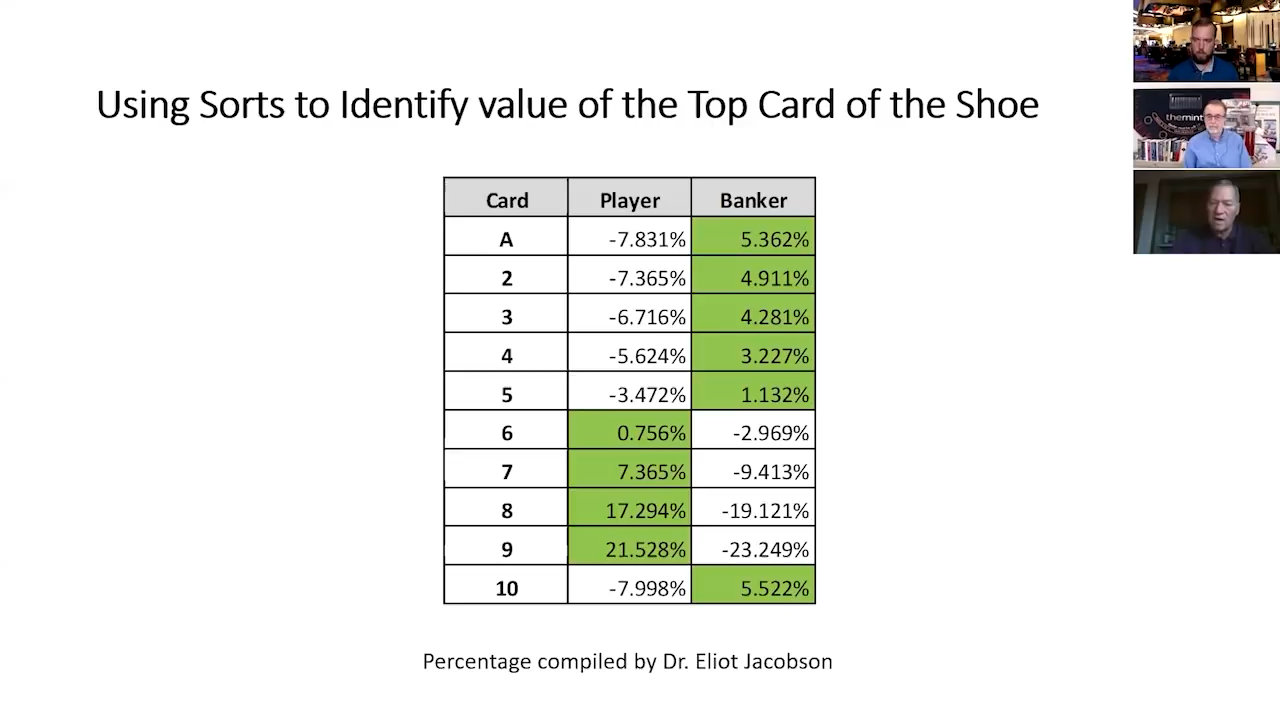 Using Sorts to Identify value of the Top Card of the Shoe
Card Player Banker
A -7.831% 5.362%
2 -7.365% 4.911%
3 -6.716% 4.281%
4 -5.624% 3.227%
5 -3.472% 1.132%
6 0.756% -2.969%
7 7.365% -9.413%
8 17.294% -19.121%
9 21.528% -23.249%
10 -7.998% 5.522%
Percentage compiled by Dr. Eliot Jacobson
themint